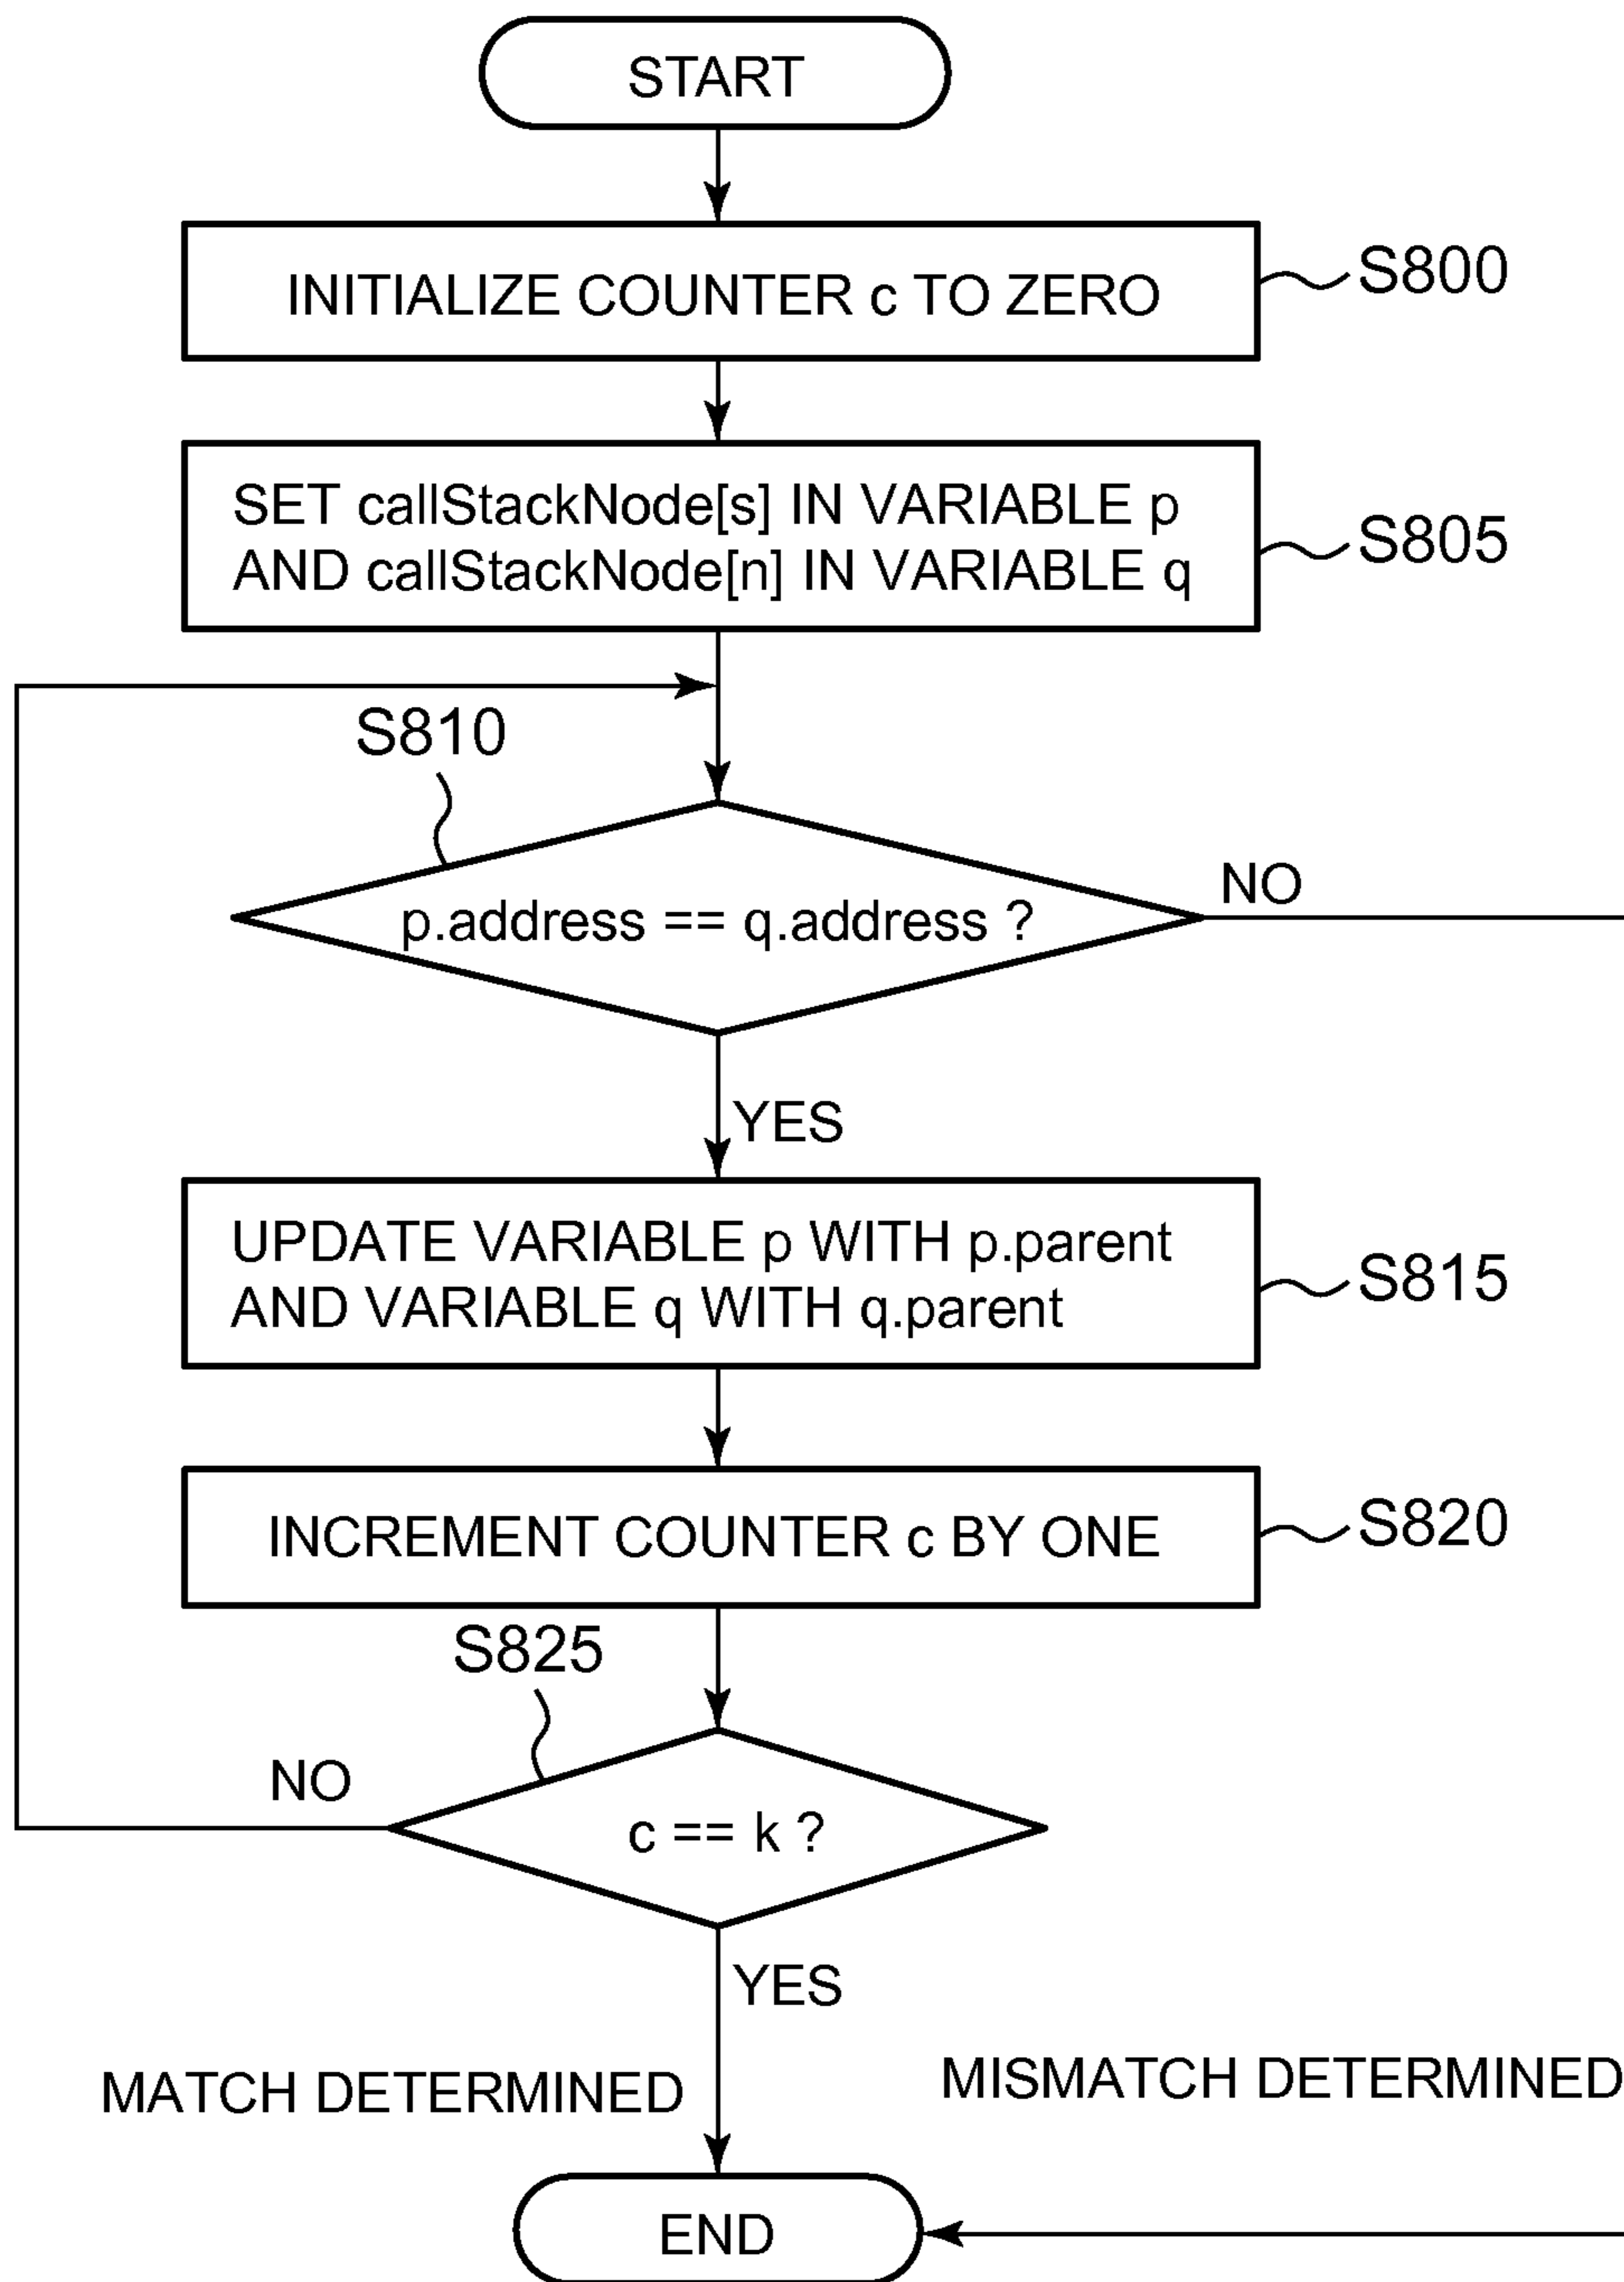 START
INITIALIZE COUNTER c TO ZERO
S800
SET callStackNode[s] IN VARIABLE p
AND callStackNode[n] IN VARIABLE q
S805
S810
p.address == q.address ?
NO
YES
UPDATE VARIABLE p WITH p.parent
AND VARIABLE q WITH q.parent
S815
INCREMENT COUNTER c BY ONE
S820
S825
NO
c == k ?
YES
MATCH DETERMINED
MISMATCH DETERMINED
END